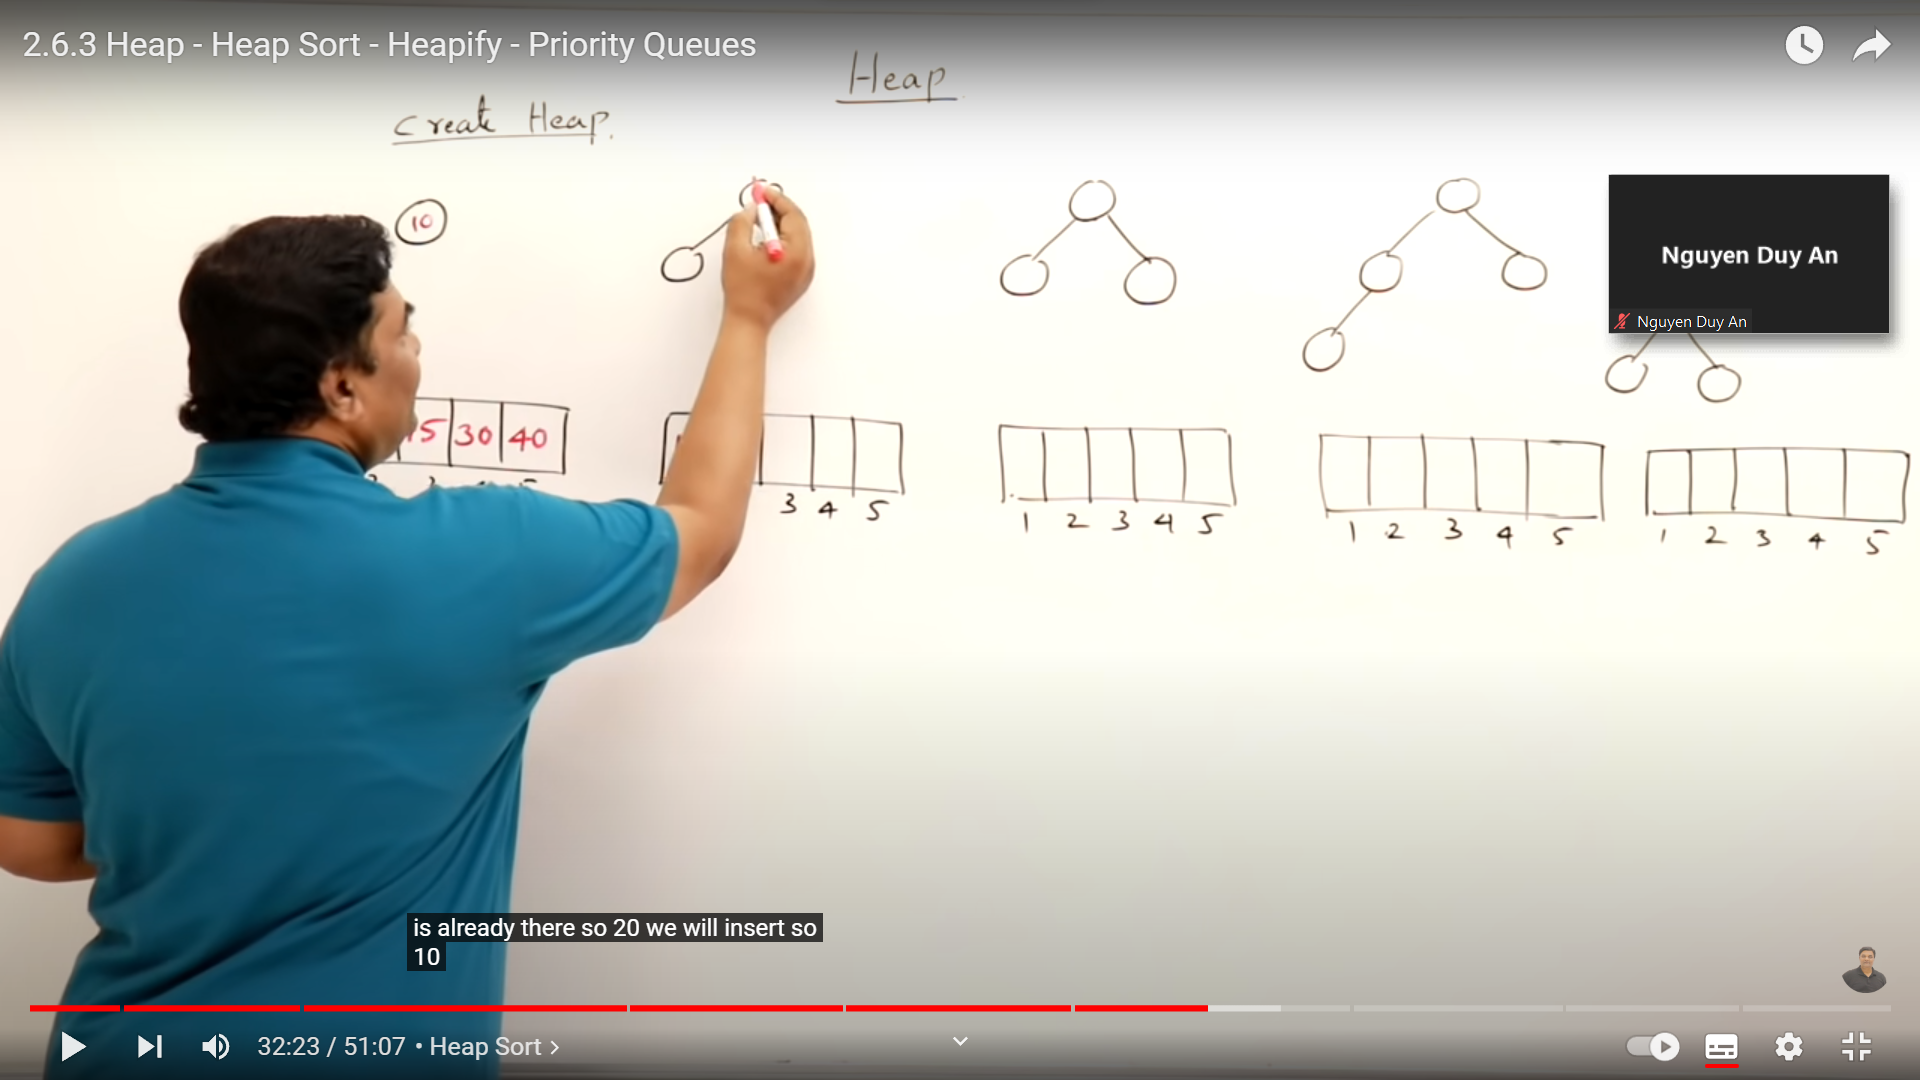 2.6.3 Heap - Heap Sort - Heapify - Priority Queues
Heap
Create Heap.
10
Nguyen Duy An
Nguyen Duy An
15 30 40
3 4 5
1 2 3 4 5
1 2 3 4 5
1 2 3 4 5
is already there so 20 we will insert so
10
32:23 / 51:07 • Heap Sort >